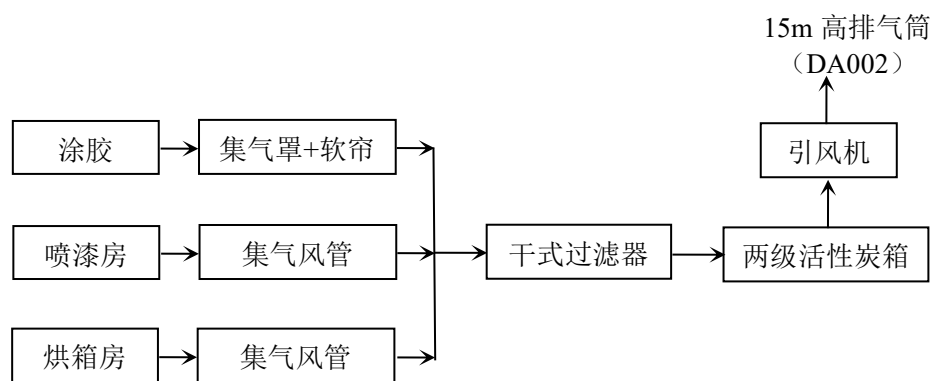 15m 高排气筒
（DA002）
涂胶
集气罩+软帘
引风机
喷漆房
集气风管
干式过滤器
两级活性炭箱
烘箱房
集气风管